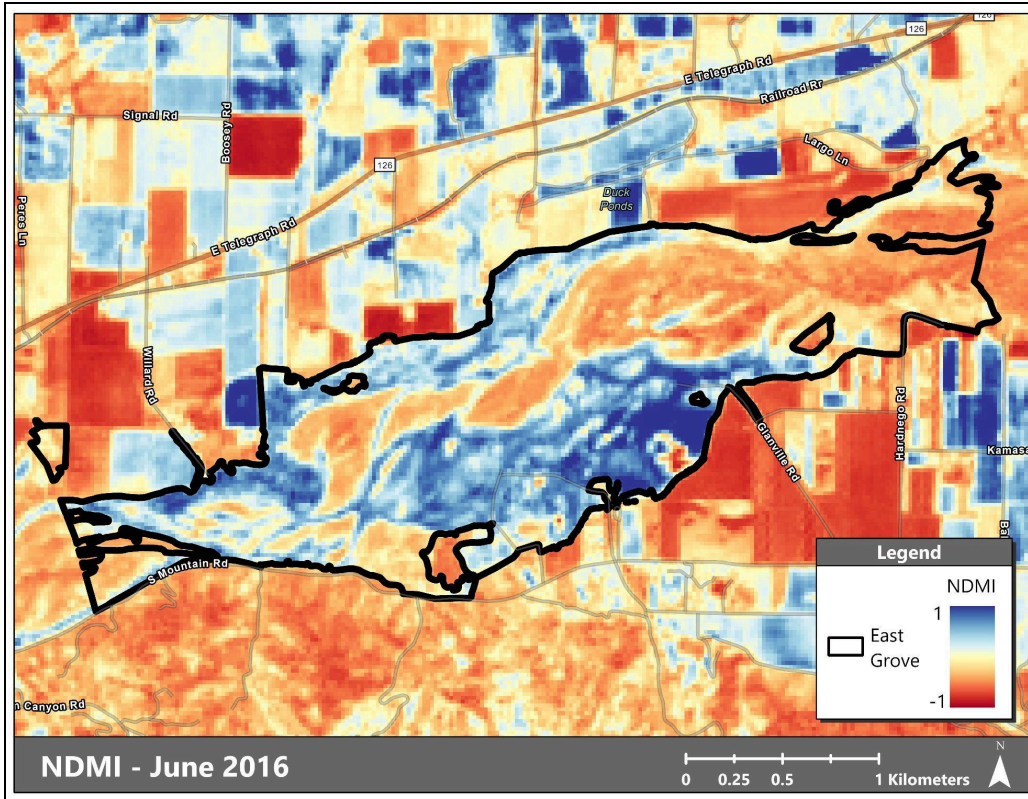 126
126
E Telegraph Rd
Railroad Rr
Signal Rd
Boosey Rd
Largo Ln
126
Duck
Ponds
Peres Ln
E Telegraph Rd
Willard Rd
Hardnego Rd
Glanville Rd
Kamasa
Ba
S Mountain Rd
n Canyon Rd
Legend
NDMI
1
East
Grove
-1
NDMI - June 2016
N
0 0.25 0.5 1 Kilometers